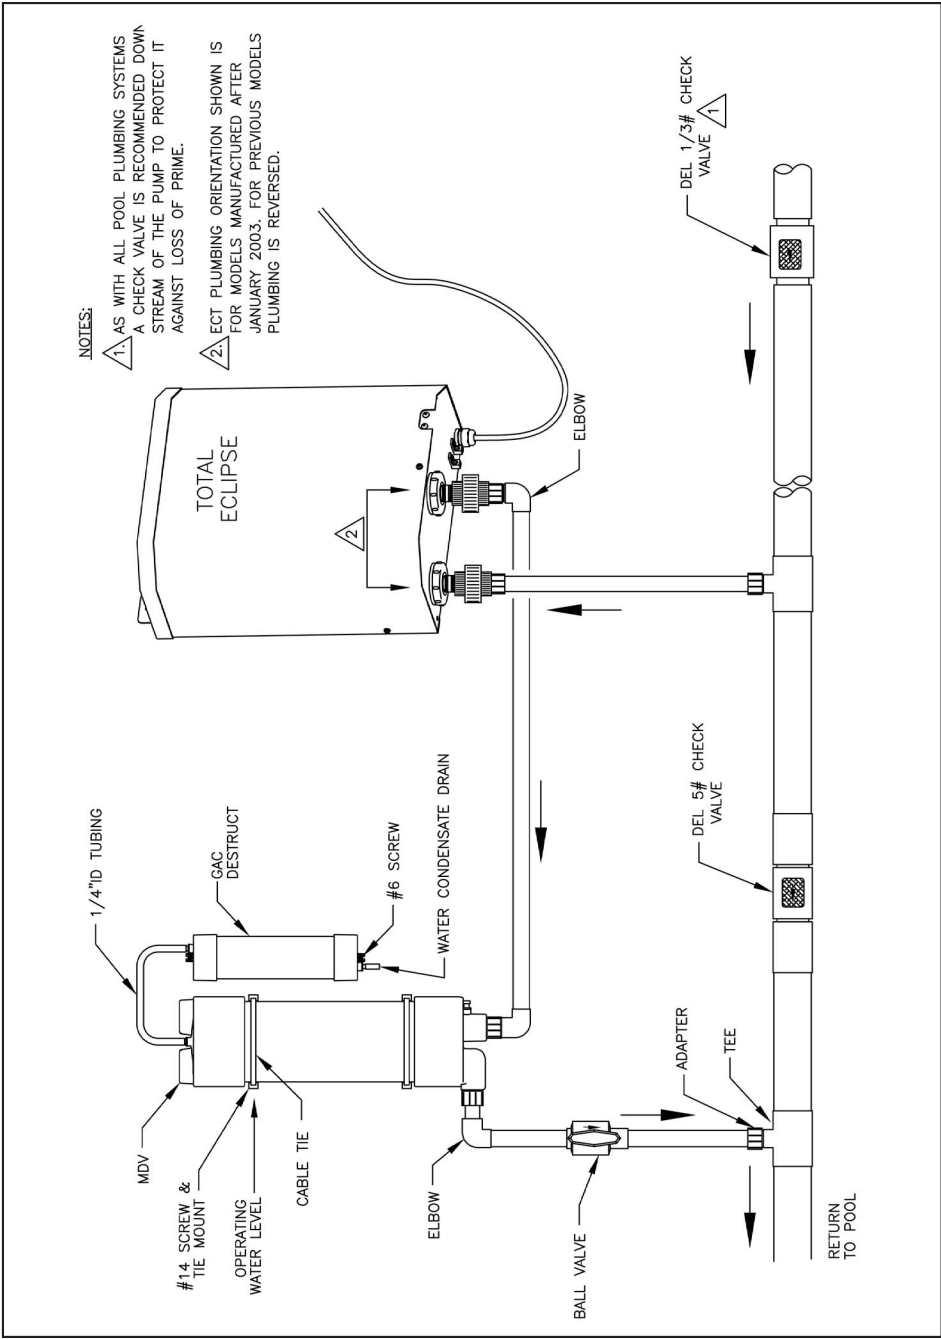 NOTES:
1. AS WITH ALL POOL PLUMBING SYSTEMS
A CHECK VALVE IS RECOMMENDED DOWN
STREAM OF THE PUMP TO PROTECT IT
AGAINST LOSS OF PRIME.
2. ECT PLUMBING ORIENTATION SHOWN IS
FOR MODELS MANUFACTURED AFTER
JANUARY 2003. FOR PREVIOUS MODELS
PLUMBING IS REVERSED.
1/4"ID TUBING
MDV
#14 SCREW &
TIE MOUNT
OPERATING
WATER LEVEL
CABLE TIE
GAC
DESTRUCT
#6 SCREW
WATER CONDENSATE DRAIN
TOTAL
ECLIPSE
2
ELBOW
ELBOW
BALL VALVE
ADAPTER
TEE
DEL 5# CHECK
VALVE
DEL 1/3# CHECK
VALVE
1
RETURN
TO POOL